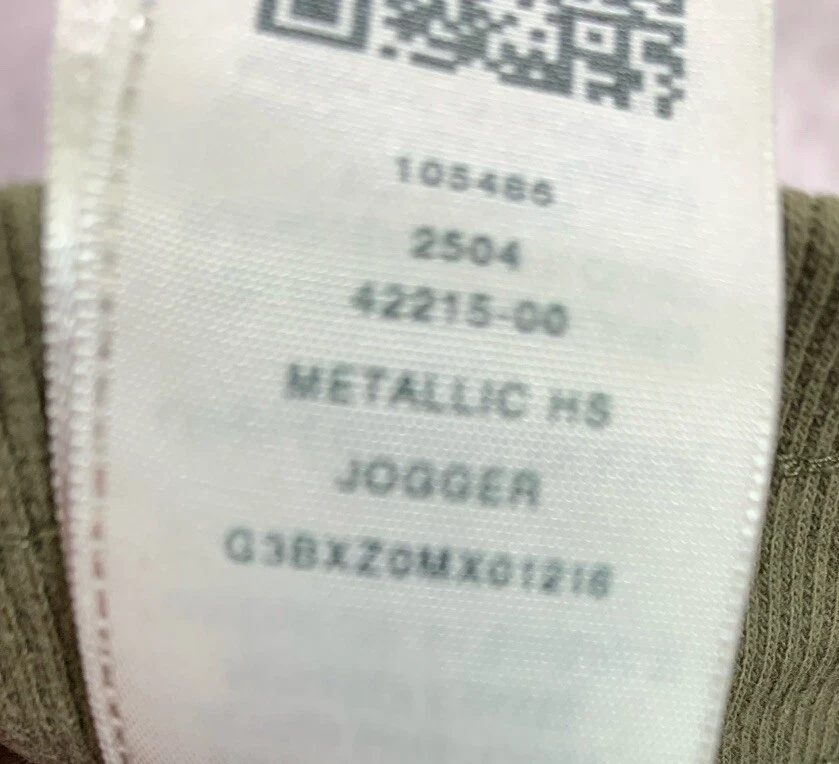 105486
2504
42215-00
METALLIC HS
JOGGER
G3BXZ0MX01216